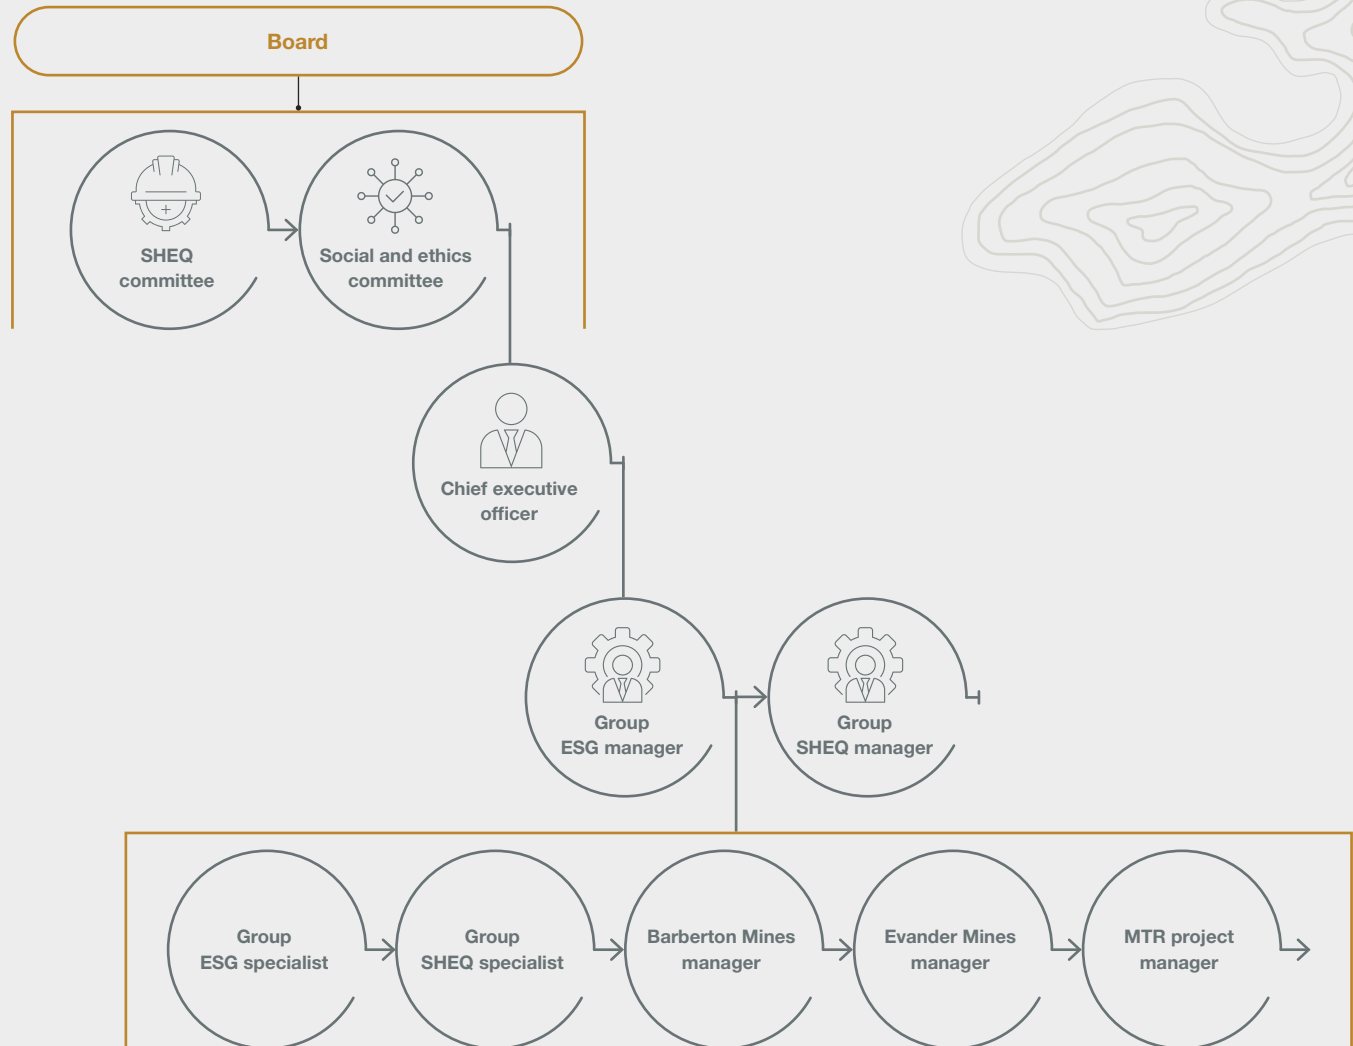 Board
SHEQ
committee
Social and ethics
committee
Chief executive
officer
Group
ESG manager
Group
SHEQ manager
Group
ESG specialist
Group
SHEQ specialist
Barberton Mines
manager
Evander Mines
manager
MTR project
manager